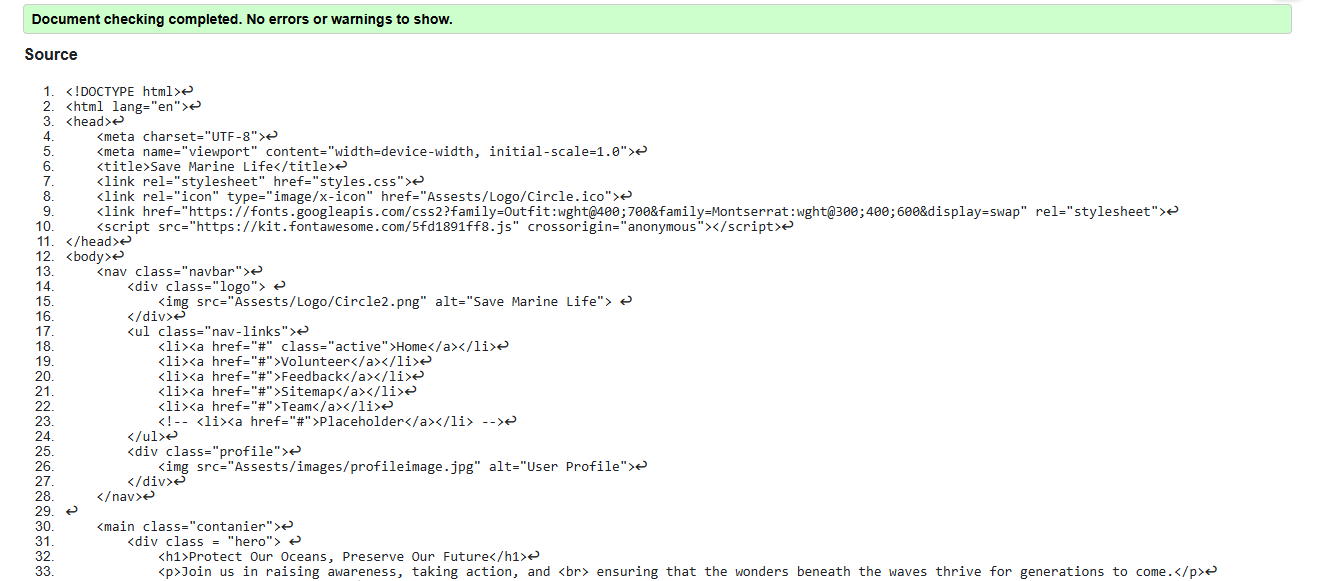 Document checking completed. No errors or warnings to show.
Source
1. <!DOCTYPE html>↩
2. <html lang="en">↩
3. <head>↩
4.     <meta charset="UTF-8">↩
5.     <meta name="viewport" content="width=device-width, initial-scale=1.0">↩
6.     <title>Save Marine Life</title>↩
7.     <link rel="stylesheet" href="styles.css">↩
8.     <link rel="icon" type="image/x-icon" href="Assests/Logo/Circle.ico">↩
9.     <link href="https://fonts.googleapis.com/css2?family=Outfit:wght@400;700&family=Montserrat:wght@300;400;600&display=swap" rel="stylesheet">↩
10.     <script src="https://kit.fontawesome.com/5fd1891ff8.js" crossorigin="anonymous"></script>↩
11. </head>↩
12. <body>↩
13.     <nav class="navbar">↩
14.         <div class="logo"> ↩
15.             <img src="Assests/Logo/Circle2.png" alt="Save Marine Life"> ↩
16.         </div>↩
17.         <ul class="nav-links">↩
18.             <li><a href="#" class="active">Home</a></li>↩
19.             <li><a href="#">Volunteer</a></li>↩
20.             <li><a href="#">Feedback</a></li>↩
21.             <li><a href="#">Sitemap</a></li>↩
22.             <li><a href="#">Team</a></li>↩
23.             <!-- <li><a href="#">Placeholder</a></li> -->↩
24.         </ul>↩
25.         <div class="profile">↩
26.             <img src="Assests/images/profileimage.jpg" alt="User Profile">↩
27.         </div>↩
28.     </nav>↩
29. ↩
30.     <main class="contanier">↩
31.         <div class = "hero"> ↩
32.             <h1>Protect Our Oceans, Preserve Our Future</h1>↩
33.             <p>Join us in raising awareness, taking action, and <br> ensuring that the wonders beneath the waves thrive for generations to come.</p>↩